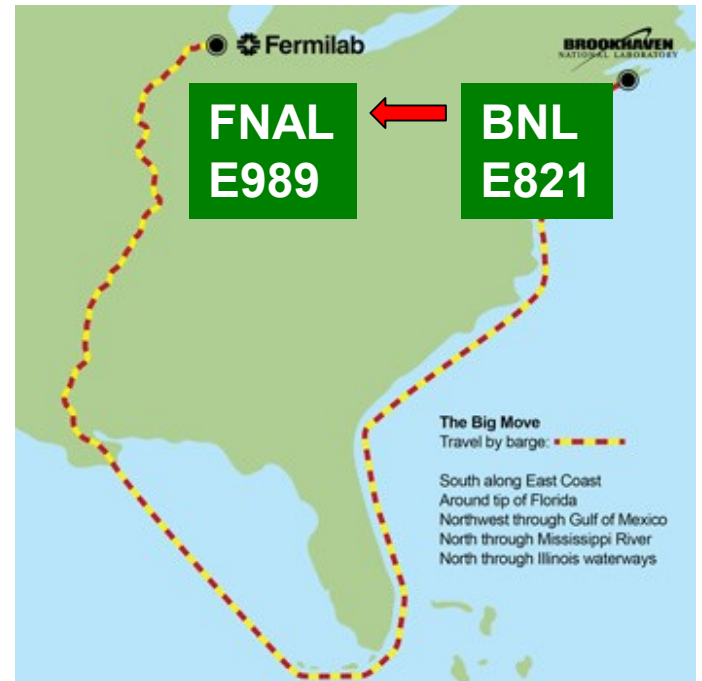 Fermilab
BROOKHAVEN
NATIONAL LABORATORY
FNAL
E989
BNL
E821
The Big Move
Travel by barge:
South along East Coast
Around tip of Florida
Northwest through Gulf of Mexico
North through Mississippi River
North through Illinois waterways